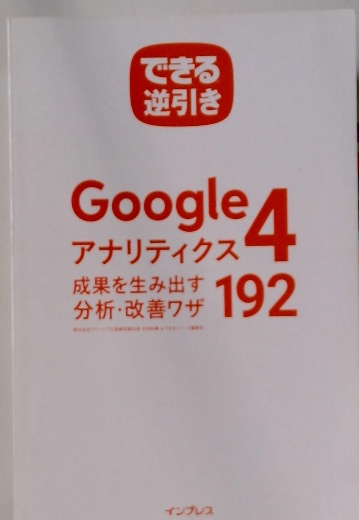 できる
逆引き
Google
アナリティクス4
成果を生み出す
分析・改善ワザ 192
インプレス